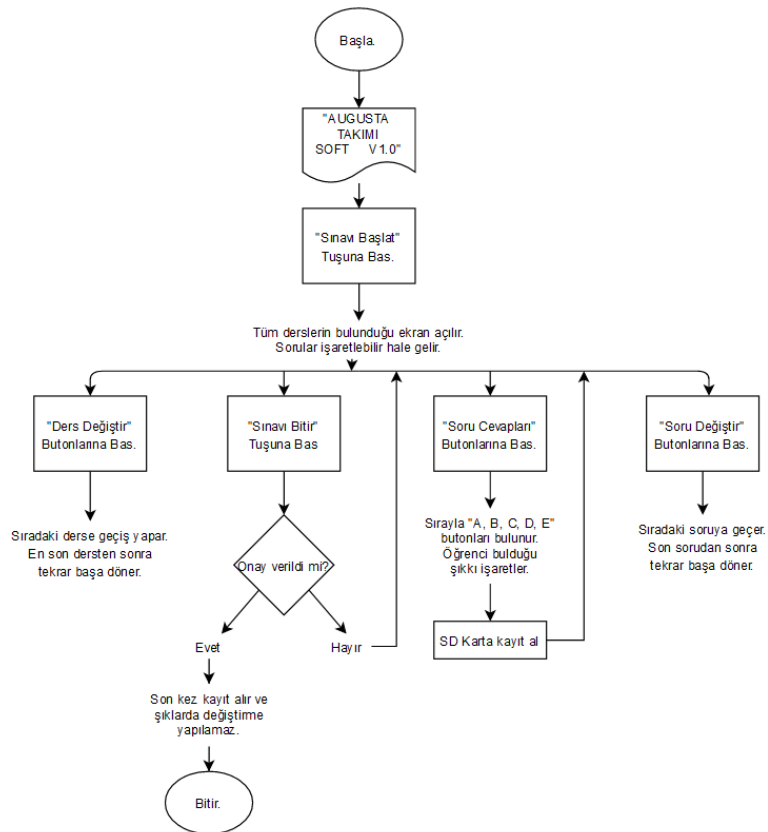 Başla.
"AUGUSTA
TAKIMI
SOFT V1.0"
"Sınavı Başlat"
Tuşuna Bas.
Tüm derslerin bulunduğu ekran açılır.
Sorular işaretlebilir hale gelir.
"Ders Değiştir"
Butonlarına Bas.
"Sınavı Bitir"
Tuşuna Bas
"Soru Cevapları"
Butonlarına Bas.
"Soru Değiştir"
Butonlarına Bas.
Sıradaki derse geçiş yapar.
En son dersten sonra
tekrar başa döner.
Onay verildi mi?
Sırayla "A, B, C, D, E"
butonları bulunur.
Öğrenci bulduğu
şıkkı işaretler.
Sıradaki soruya geçer.
Son sorudan sonra
tekrar başa döner.
Evet
Hayır
SD Karta kayıt al
Son kez kayıt alır ve
şıklarda değiştirme
yapılamaz.
Bitir.